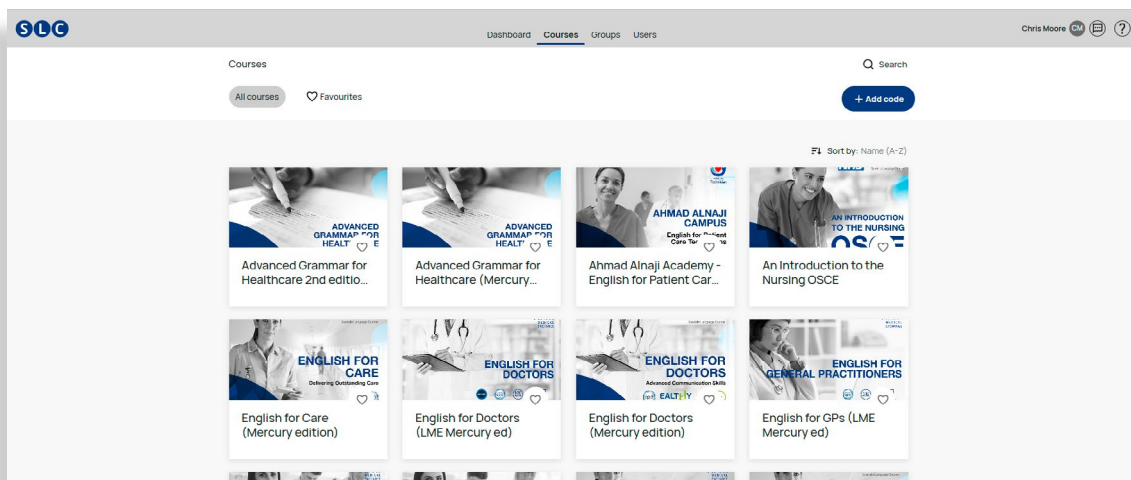 SLC
Dashboard Courses Groups Users
Chris Moore CM
?
Courses
Search
All courses
Favourites
+ Add code
Sort by: Name (A-Z)
ADVANCED
GRAMMAR FOR
Advanced Grammar for
Healthcare 2nd editio...
ADVANCED
GRAMMAR FOR
Advanced Grammar for
Healthcare (Mercury...
AHMAD ALNAJI
CAMPUS
English for Patient
Ahmad Alnaji Academy -
English for Patient Car...
AN INTRODUCTION
TO THE NURSING
An Introduction to the
Nursing OSCE
ENGLISH FOR
CARE
Delivering Outstanding Care
English for Care
(Mercury edition)
ENGLISH FOR
DOCTORS
English for Doctors
(LME Mercury ed)
ENGLISH FOR
DOCTORS
Advanced Communication Skills
English for Doctors
(Mercury edition)
ENGLISH FOR
GENERAL PRACTITIONERS
English for GPs (LME
Mercury ed)